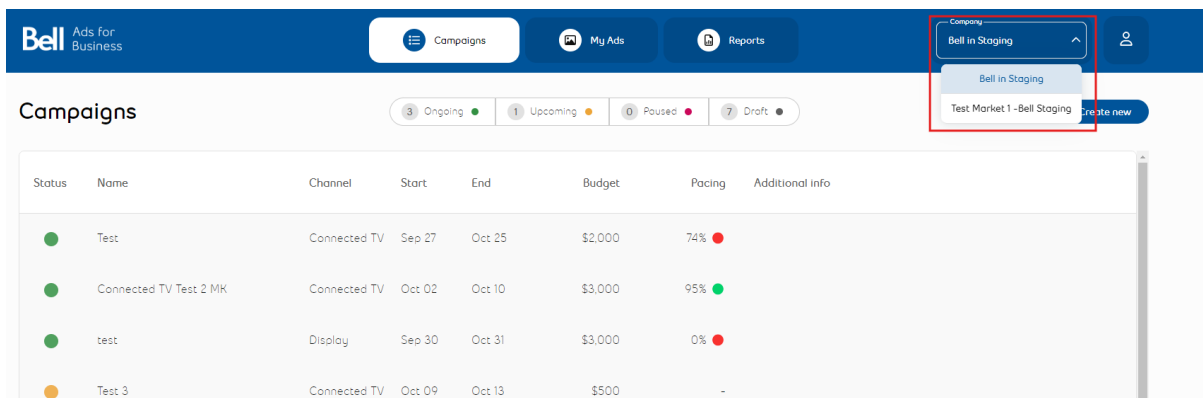 Bell Ads for Business
Campaigns
My Ads
Reports
Company
Bell in Staging
Bell in Staging
Test Market 1 -Bell Staging
Campaigns
3 Ongoing
1 Upcoming
0 Paused
7 Draft
Create new
Status Name Channel Start End Budget Pacing Additional info
Test Connected TV Sep 27 Oct 25 $2,000 74%
Connected TV Test 2 MK Connected TV Oct 02 Oct 10 $3,000 95%
test Display Sep 30 Oct 31 $3,000 0%
Test 3 Connected TV Oct 09 Oct 13 $500 -